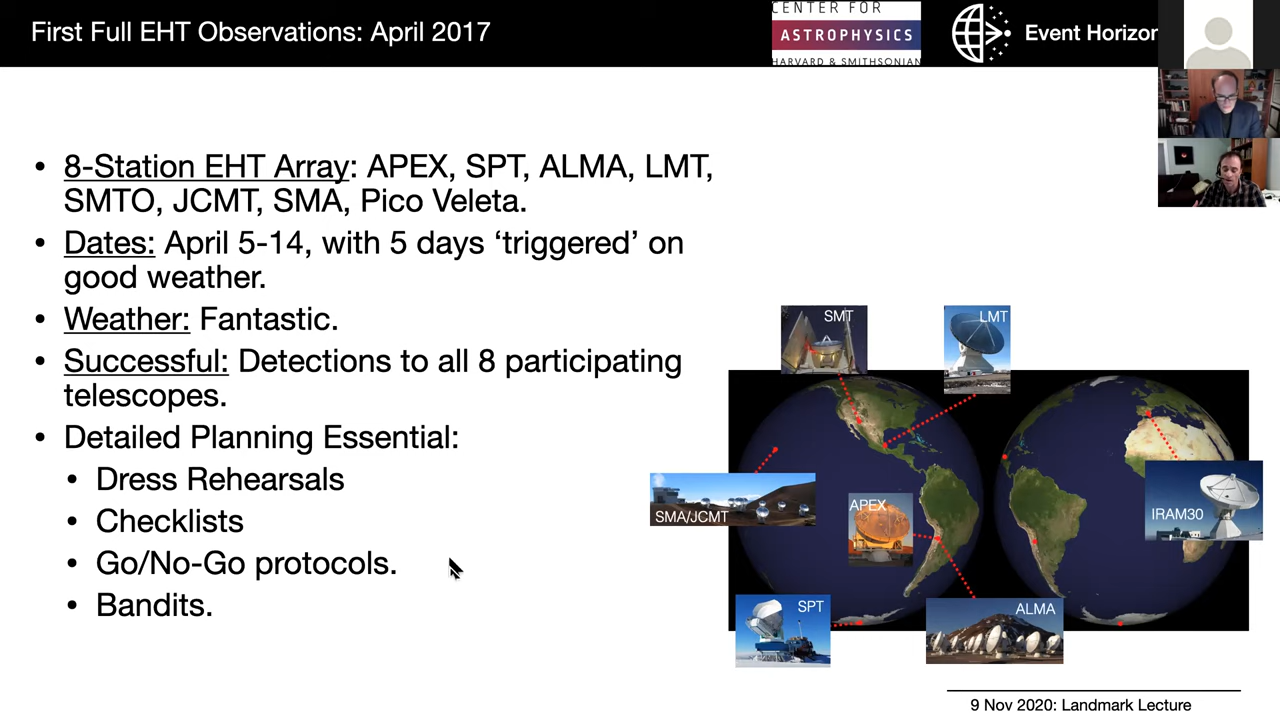 First Full EHT Observations: April 2017
CENTER FOR
ASTROPHYSICS
HARVARD & SMITHSONIAN
Event Horizon
• 8-Station EHT Array: APEX, SPT, ALMA, LMT,
SMTO, JCMT, SMA, Pico Veleta.
• Dates: April 5-14, with 5 days ‘triggered’ on
good weather.
• Weather: Fantastic.
• Successful: Detections to all 8 participating
telescopes.
• Detailed Planning Essential:
• Dress Rehearsals
• Checklists
• Go/No-Go protocols.
• Bandits.
SMT
LMT
SMA/JCMT
APEX
IRAM30
SPT
ALMA
9 Nov 2020: Landmark Lecture